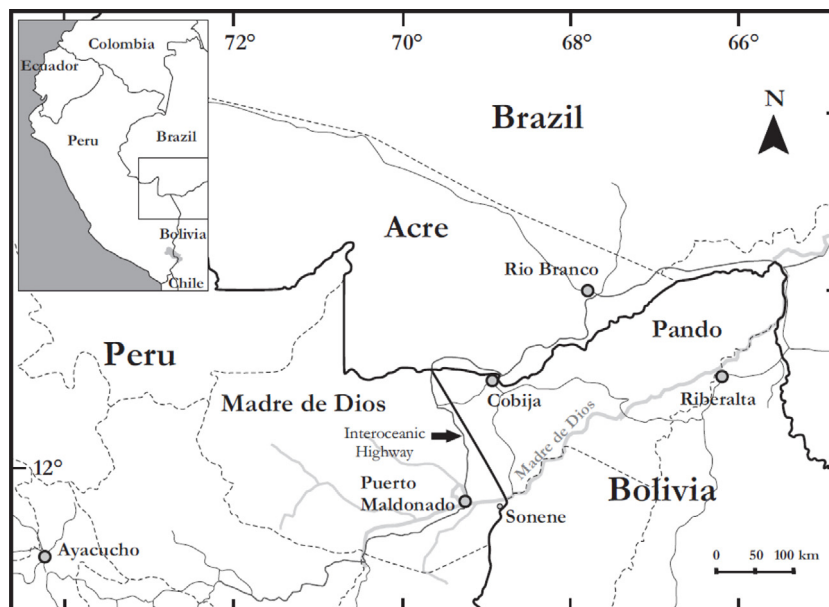 72°
70°
68°
66°
Colombia
Ecuador
Peru
Brazil
Bolivia
Chile
Brazil
N
Acre
Rio Branco
Pando
Peru
Madre de Dios
Cobija
Riberalta
Madre de Dios
Interoceanic
Highway
12°
Puerto
Maldonado
Bolivia
Sonene
Ayacucho
0 50 100 km